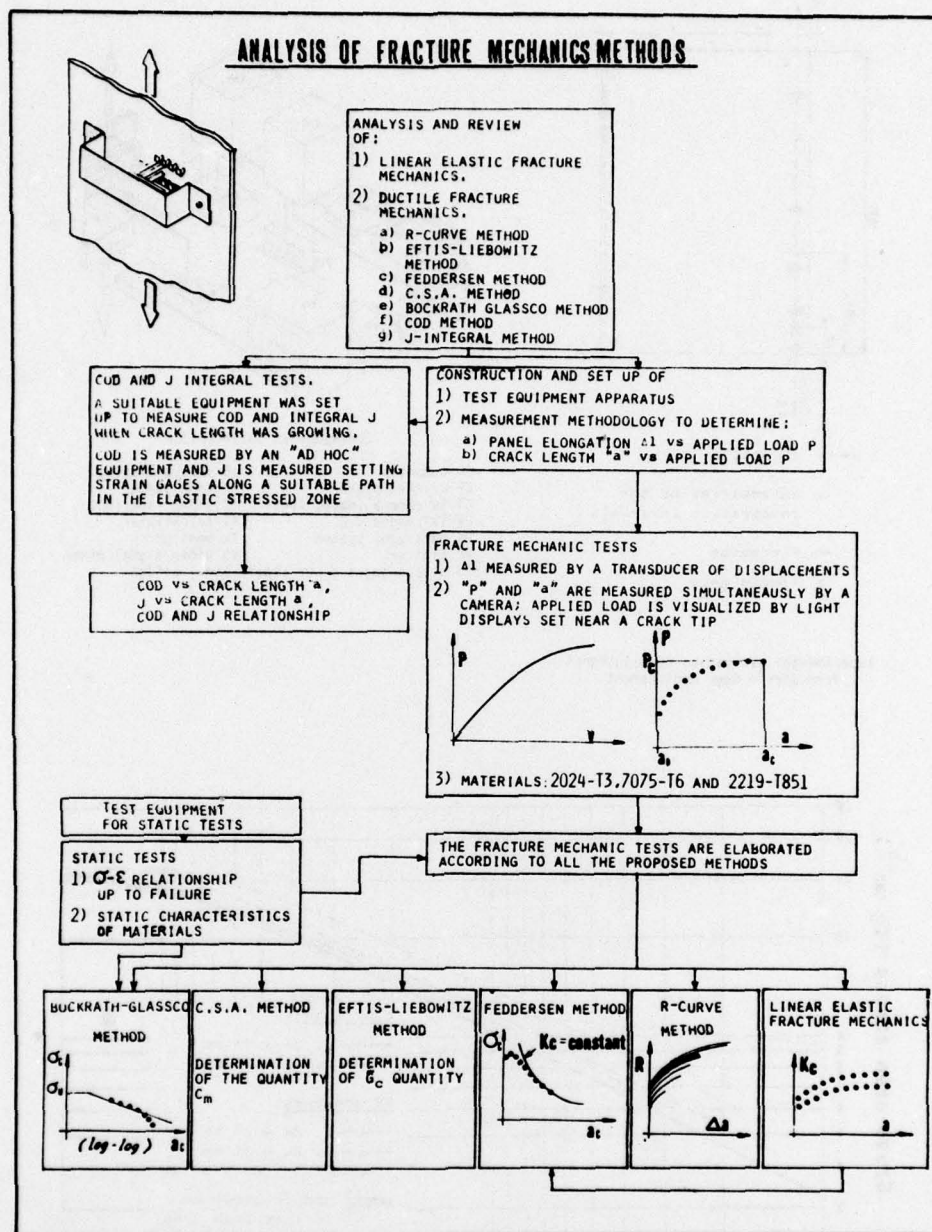 ANALYSIS OF FRACTURE MECHANICS METHODS
ANALYSIS AND REVIEW
OF:
1) LINEAR ELASTIC FRACTURE
MECHANICS.
2) DUCTILE FRACTURE
MECHANICS.
a) R-CURVE METHOD
b) EFTIS-LIEBOWITZ
METHOD
c) FEDDERSEN METHOD
d) C.S.A. METHOD
e) BOCKRATH GLASSCO METHOD
f) COD METHOD
g) J-INTEGRAL METHOD
COD AND J INTEGRAL TESTS.
A SUITABLE EQUIPMENT WAS SET
UP TO MEASURE COD AND INTEGRAL J
WHEN CRACK LENGTH WAS GROWING.
COD IS MEASURED BY AN "AD HOC"
EQUIPMENT AND J IS MEASURED SETTING
STRAIN GAGES ALONG A SUITABLE PATH
IN THE ELASTIC STRESSED ZONE
CONSTRUCTION AND SET UP OF
1) TEST EQUIPMENT APPARATUS
2) MEASUREMENT METHODOLOGY TO DETERMINE:
a) PANEL ELONGATION Δl vs APPLIED LOAD P
b) CRACK LENGTH "a" vs APPLIED LOAD P
COD vs CRACK LENGTH a,
J vs CRACK LENGTH a,
COD AND J RELATIONSHIP
FRACTURE MECHANIC TESTS
1) Δl MEASURED BY A TRANSDUCER OF DISPLACEMENTS
2) "P" AND "a" ARE MEASURED SIMULTANEOUSLY BY A
CAMERA; APPLIED LOAD IS VISUALIZED BY LIGHT
DISPLAYS SET NEAR A CRACK TIP
P
P
Pc
a
a₀ ac
3) MATERIALS: 2024-T3, 7075-T6 AND 2219-T851
TEST EQUIPMENT
FOR STATIC TESTS
STATIC TESTS
1) σ-ε RELATIONSHIP
UP TO FAILURE
2) STATIC CHARACTERISTICS
OF MATERIALS
THE FRACTURE MECHANIC TESTS ARE ELABORATED
ACCORDING TO ALL THE PROPOSED METHODS
BOCKRATH-GLASSCO
METHOD
(log-log)
C.S.A. METHOD
DETERMINATION
OF THE QUANTITY
Cm
EFTIS-LIEBOWITZ
METHOD
DETERMINATION
OF G̃c QUANTITY
FEDDERSEN METHOD
Kc = constant
R-CURVE
METHOD
R
Δa
LINEAR ELASTIC
FRACTURE MECHANICS
Kc
a